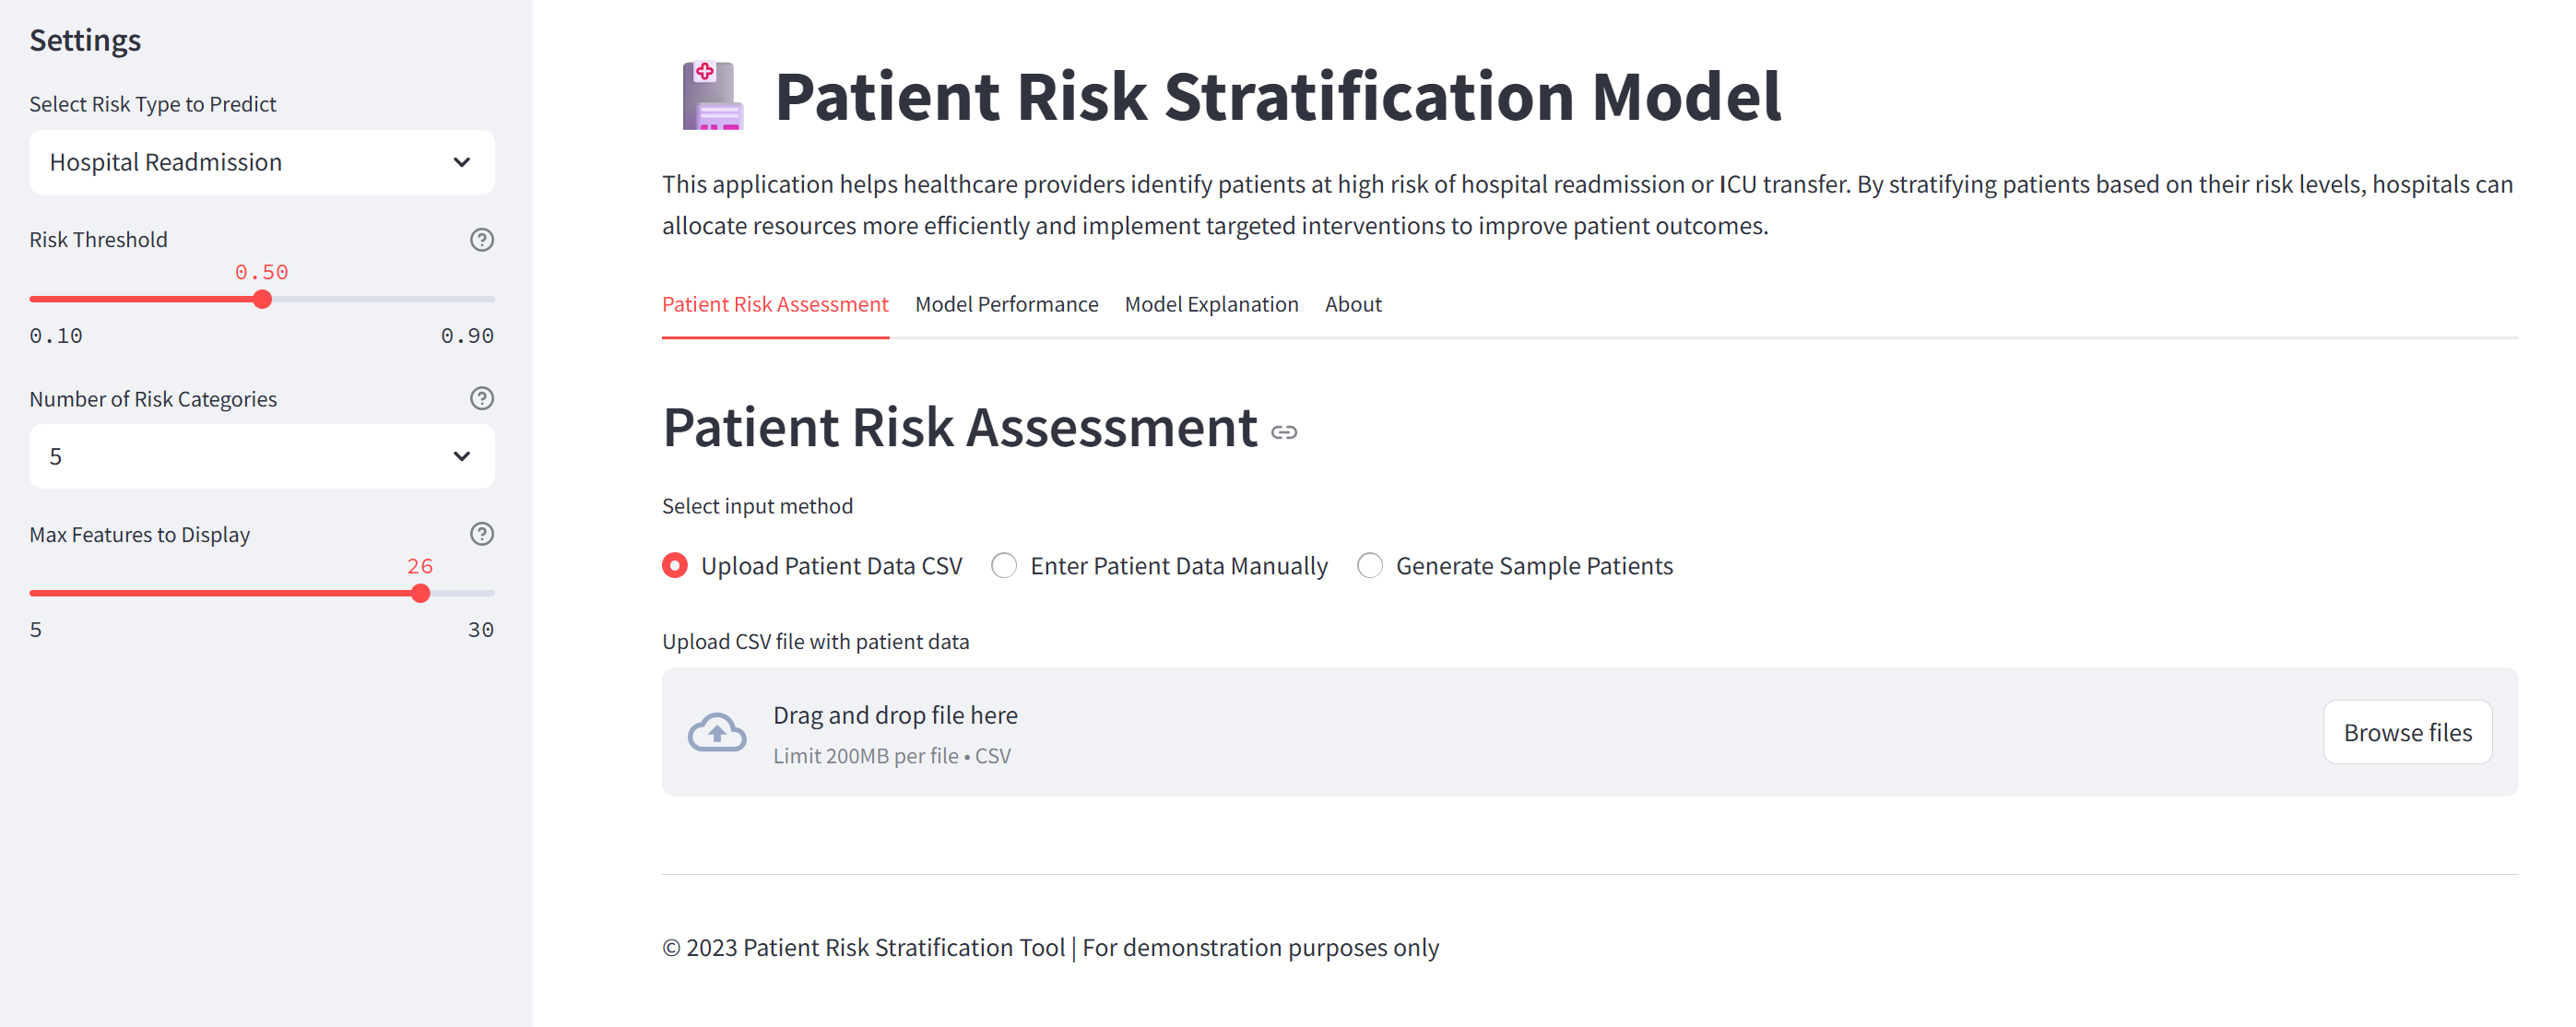 Settings
Select Risk Type to Predict
Hospital Readmission
Risk Threshold
0.50
0.10 0.90
Number of Risk Categories
5
Max Features to Display
26
5 30
Patient Risk Stratification Model
This application helps healthcare providers identify patients at high risk of hospital readmission or ICU transfer. By stratifying patients based on their risk levels, hospitals can
allocate resources more efficiently and implement targeted interventions to improve patient outcomes.
Patient Risk Assessment Model Performance Model Explanation About
Patient Risk Assessment
Select input method
Upload Patient Data CSV Enter Patient Data Manually Generate Sample Patients
Upload CSV file with patient data
Drag and drop file here
Limit 200MB per file • CSV
Browse files
© 2023 Patient Risk Stratification Tool | For demonstration purposes only